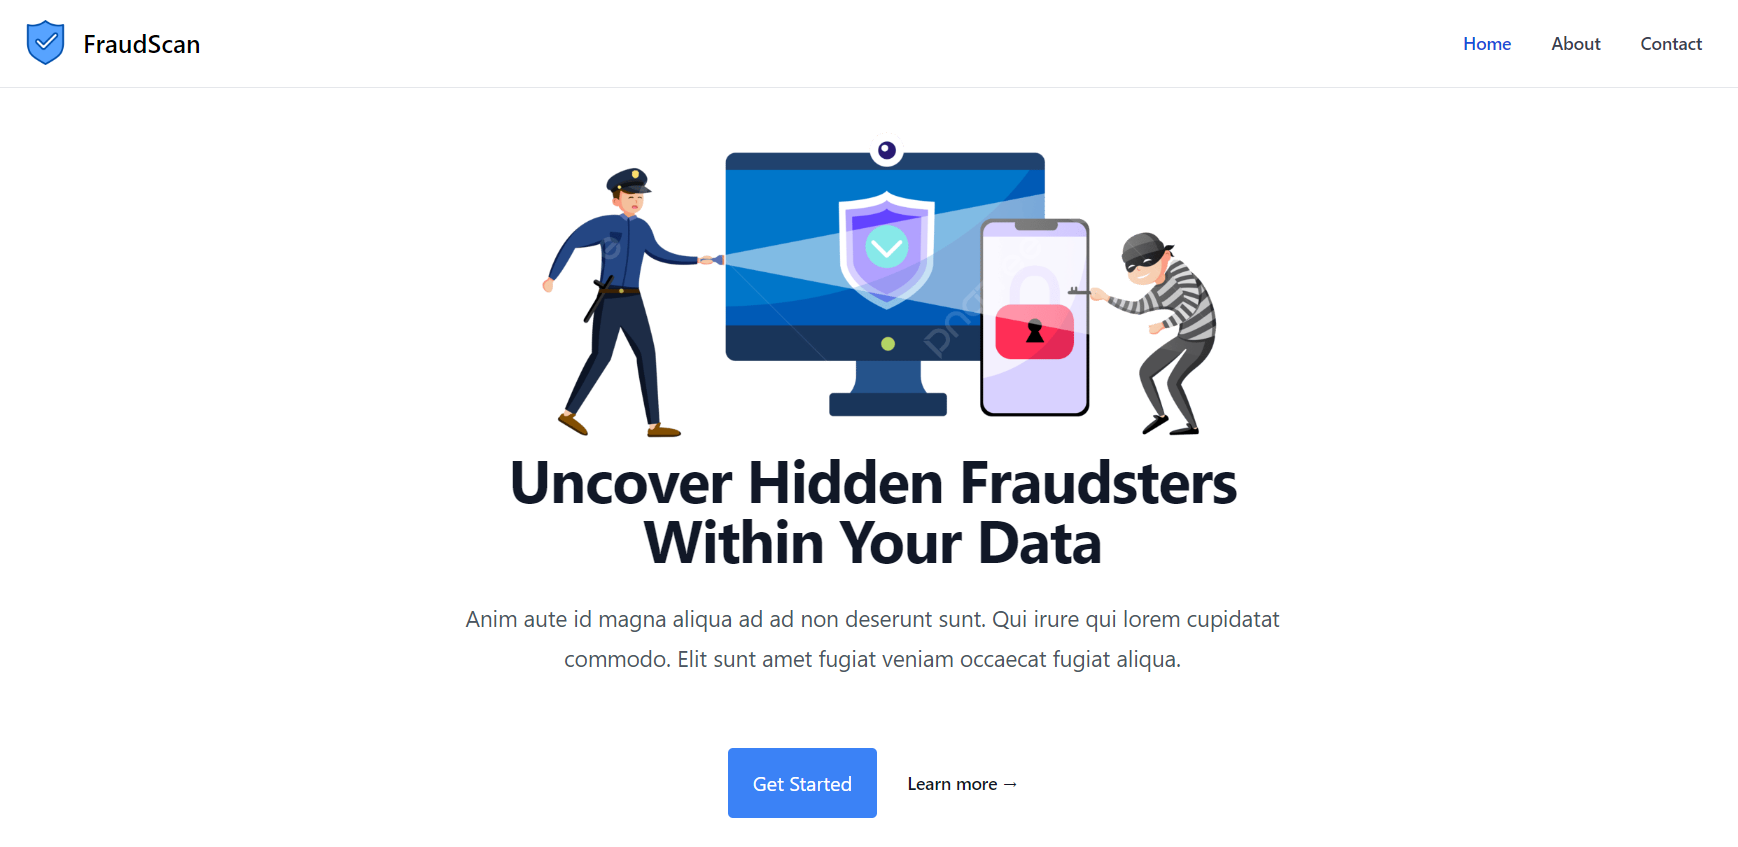 FraudScan
Home
About
Contact
Uncover Hidden Fraudsters
Within Your Data
Anim aute id magna aliqua ad ad non deserunt sunt. Qui irure qui lorem cupidatat
commodo. Elit sunt amet fugiat veniam occaecat fugiat aliqua.
Get Started
Learn more →